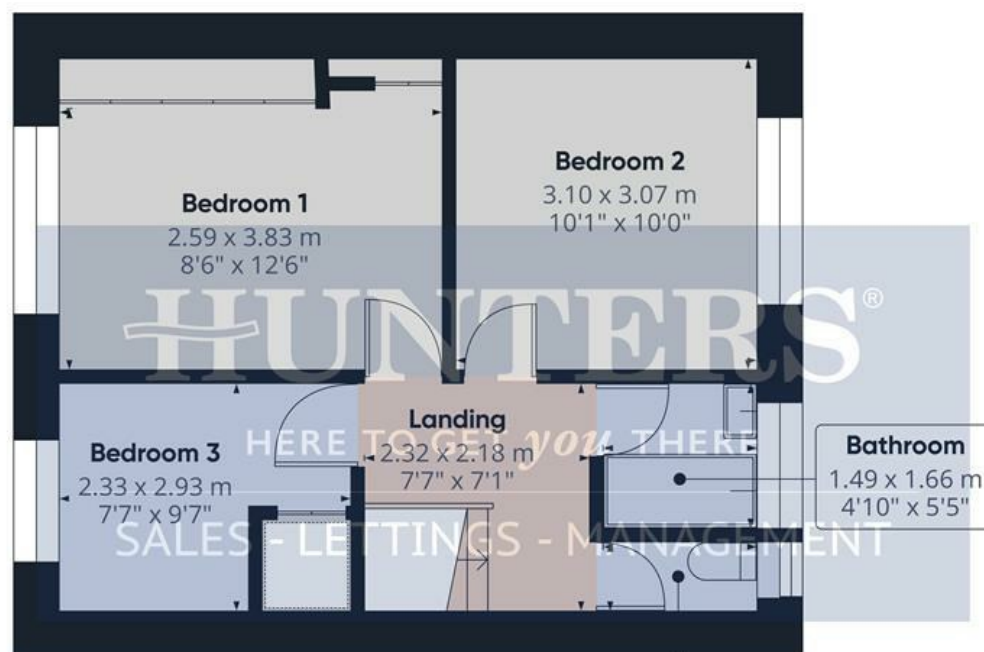 Bedroom 1
2.59 x 3.83 m
8'6" x 12'6"
Bedroom 2
3.10 x 3.07 m
10'1" x 10'0"
HUNTERS®
HERE TO GET you THERE
SALES - LETTINGS - MANAGEMENT
Bedroom 3
2.33 x 2.93 m
7'7" x 9'7"
Landing
2.32 x 2.18 m
7'7" x 7'1"
Bathroom
1.49 x 1.66 m
4'10" x 5'5"